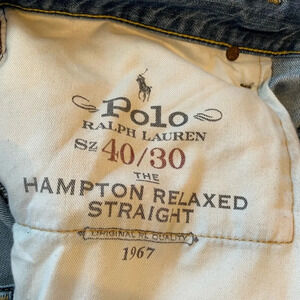 Polo
RALPH LAUREN
SZ 40/30
THE
HAMPTON RELAXED
STRAIGHT
ORIGINAL RL QUALITY
1967